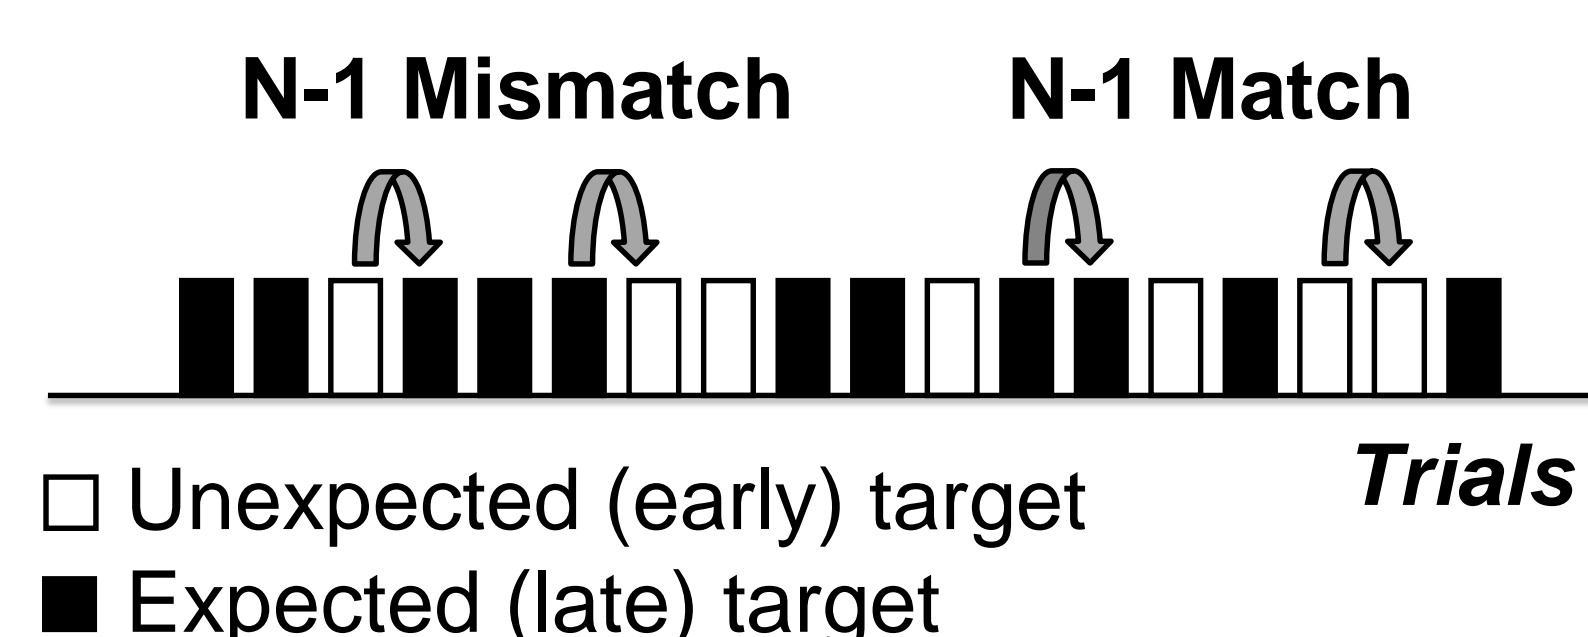 N-1 Mismatch N-1 Match
Trials
Unexpected (early) target
Expected (late) target